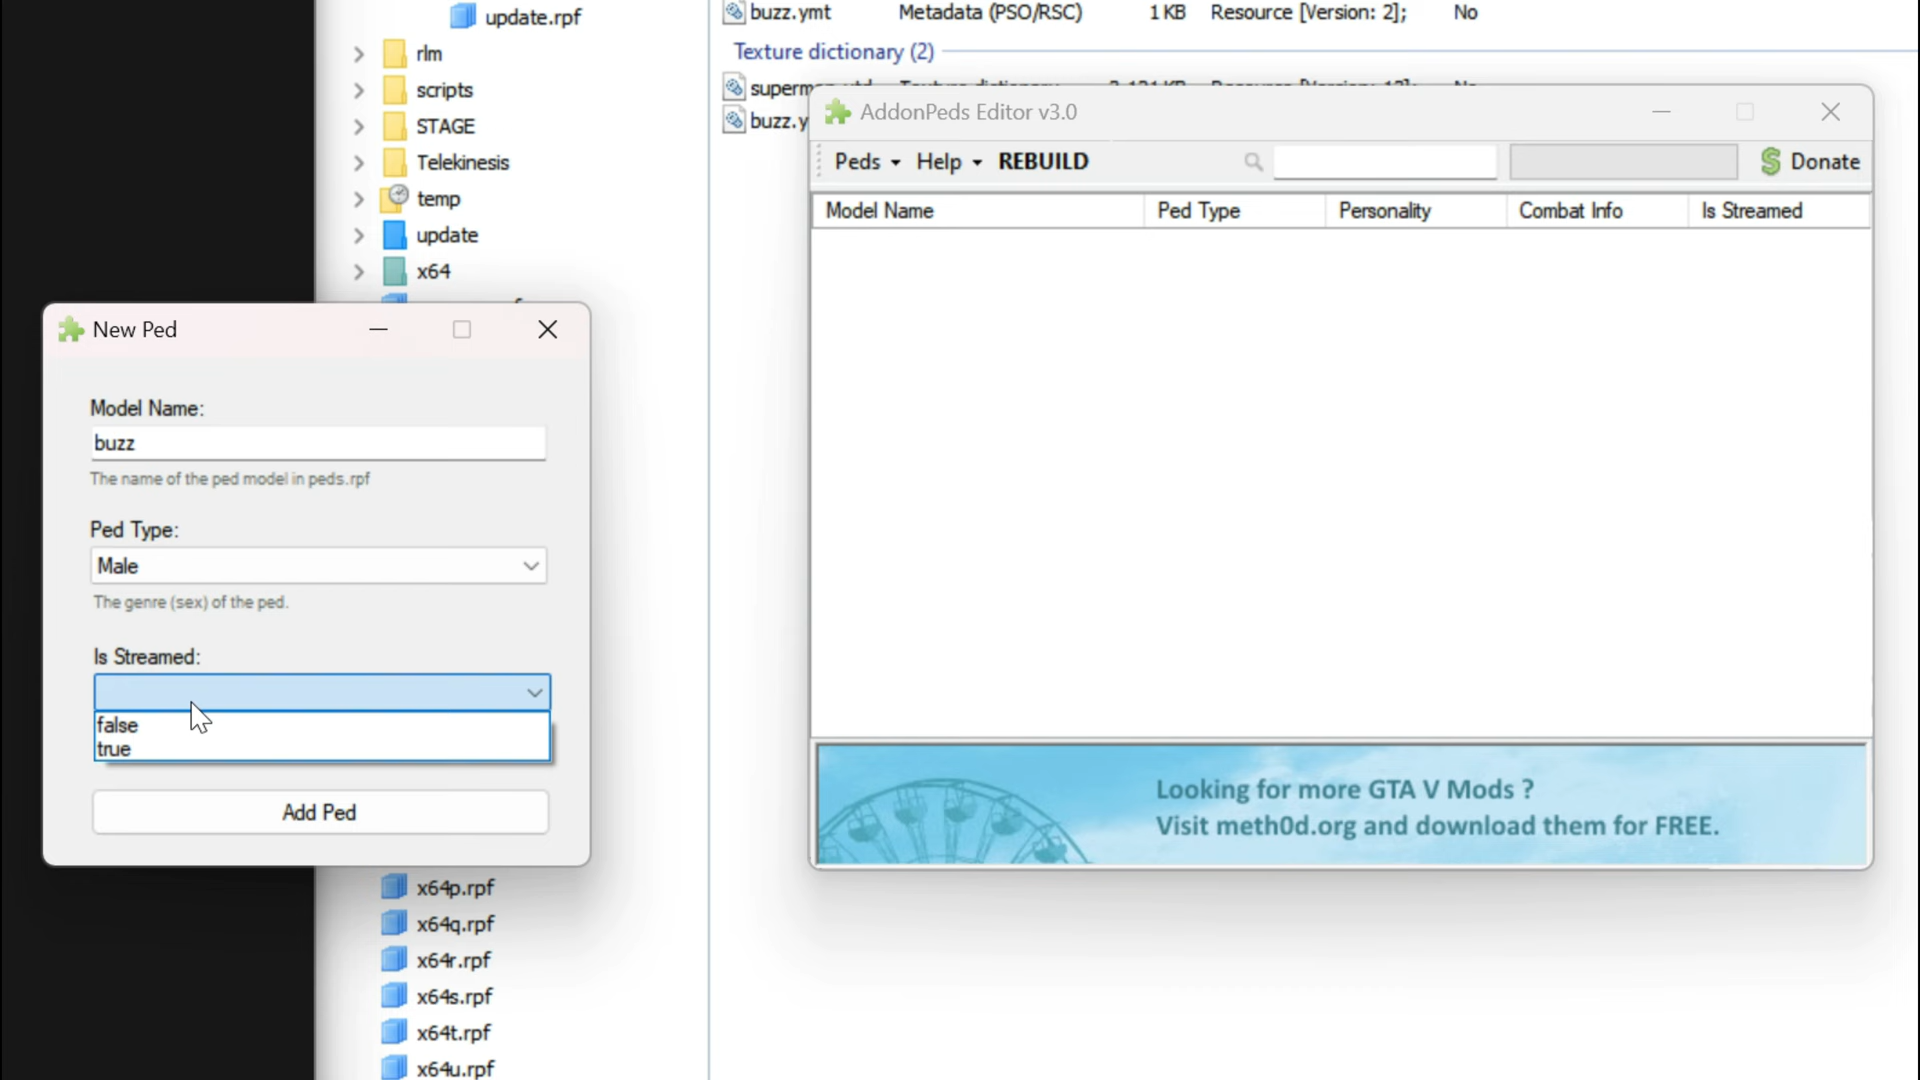 update.rpf
rlm
scripts
STAGE
Telekinesis
temp
update
x64
buzz.ymt Metadata (PSO/RSC) 1 KB Resource [Version: 2]; No
Texture dictionary (2)
buzz.y
AddonPeds Editor v3.0
Peds Help REBUILD Donate
Model Name Ped Type Personality Combat Info Is Streamed
New Ped
Model Name:
buzz
The name of the ped model in peds.rpf
Ped Type:
Male
The genre (sex) of the ped.
Is Streamed:
false
true
Add Ped
Looking for more GTA V Mods ?
Visit meth0d.org and download them for FREE.
x64p.rpf
x64q.rpf
x64r.rpf
x64s.rpf
x64t.rpf
x64u.rpf